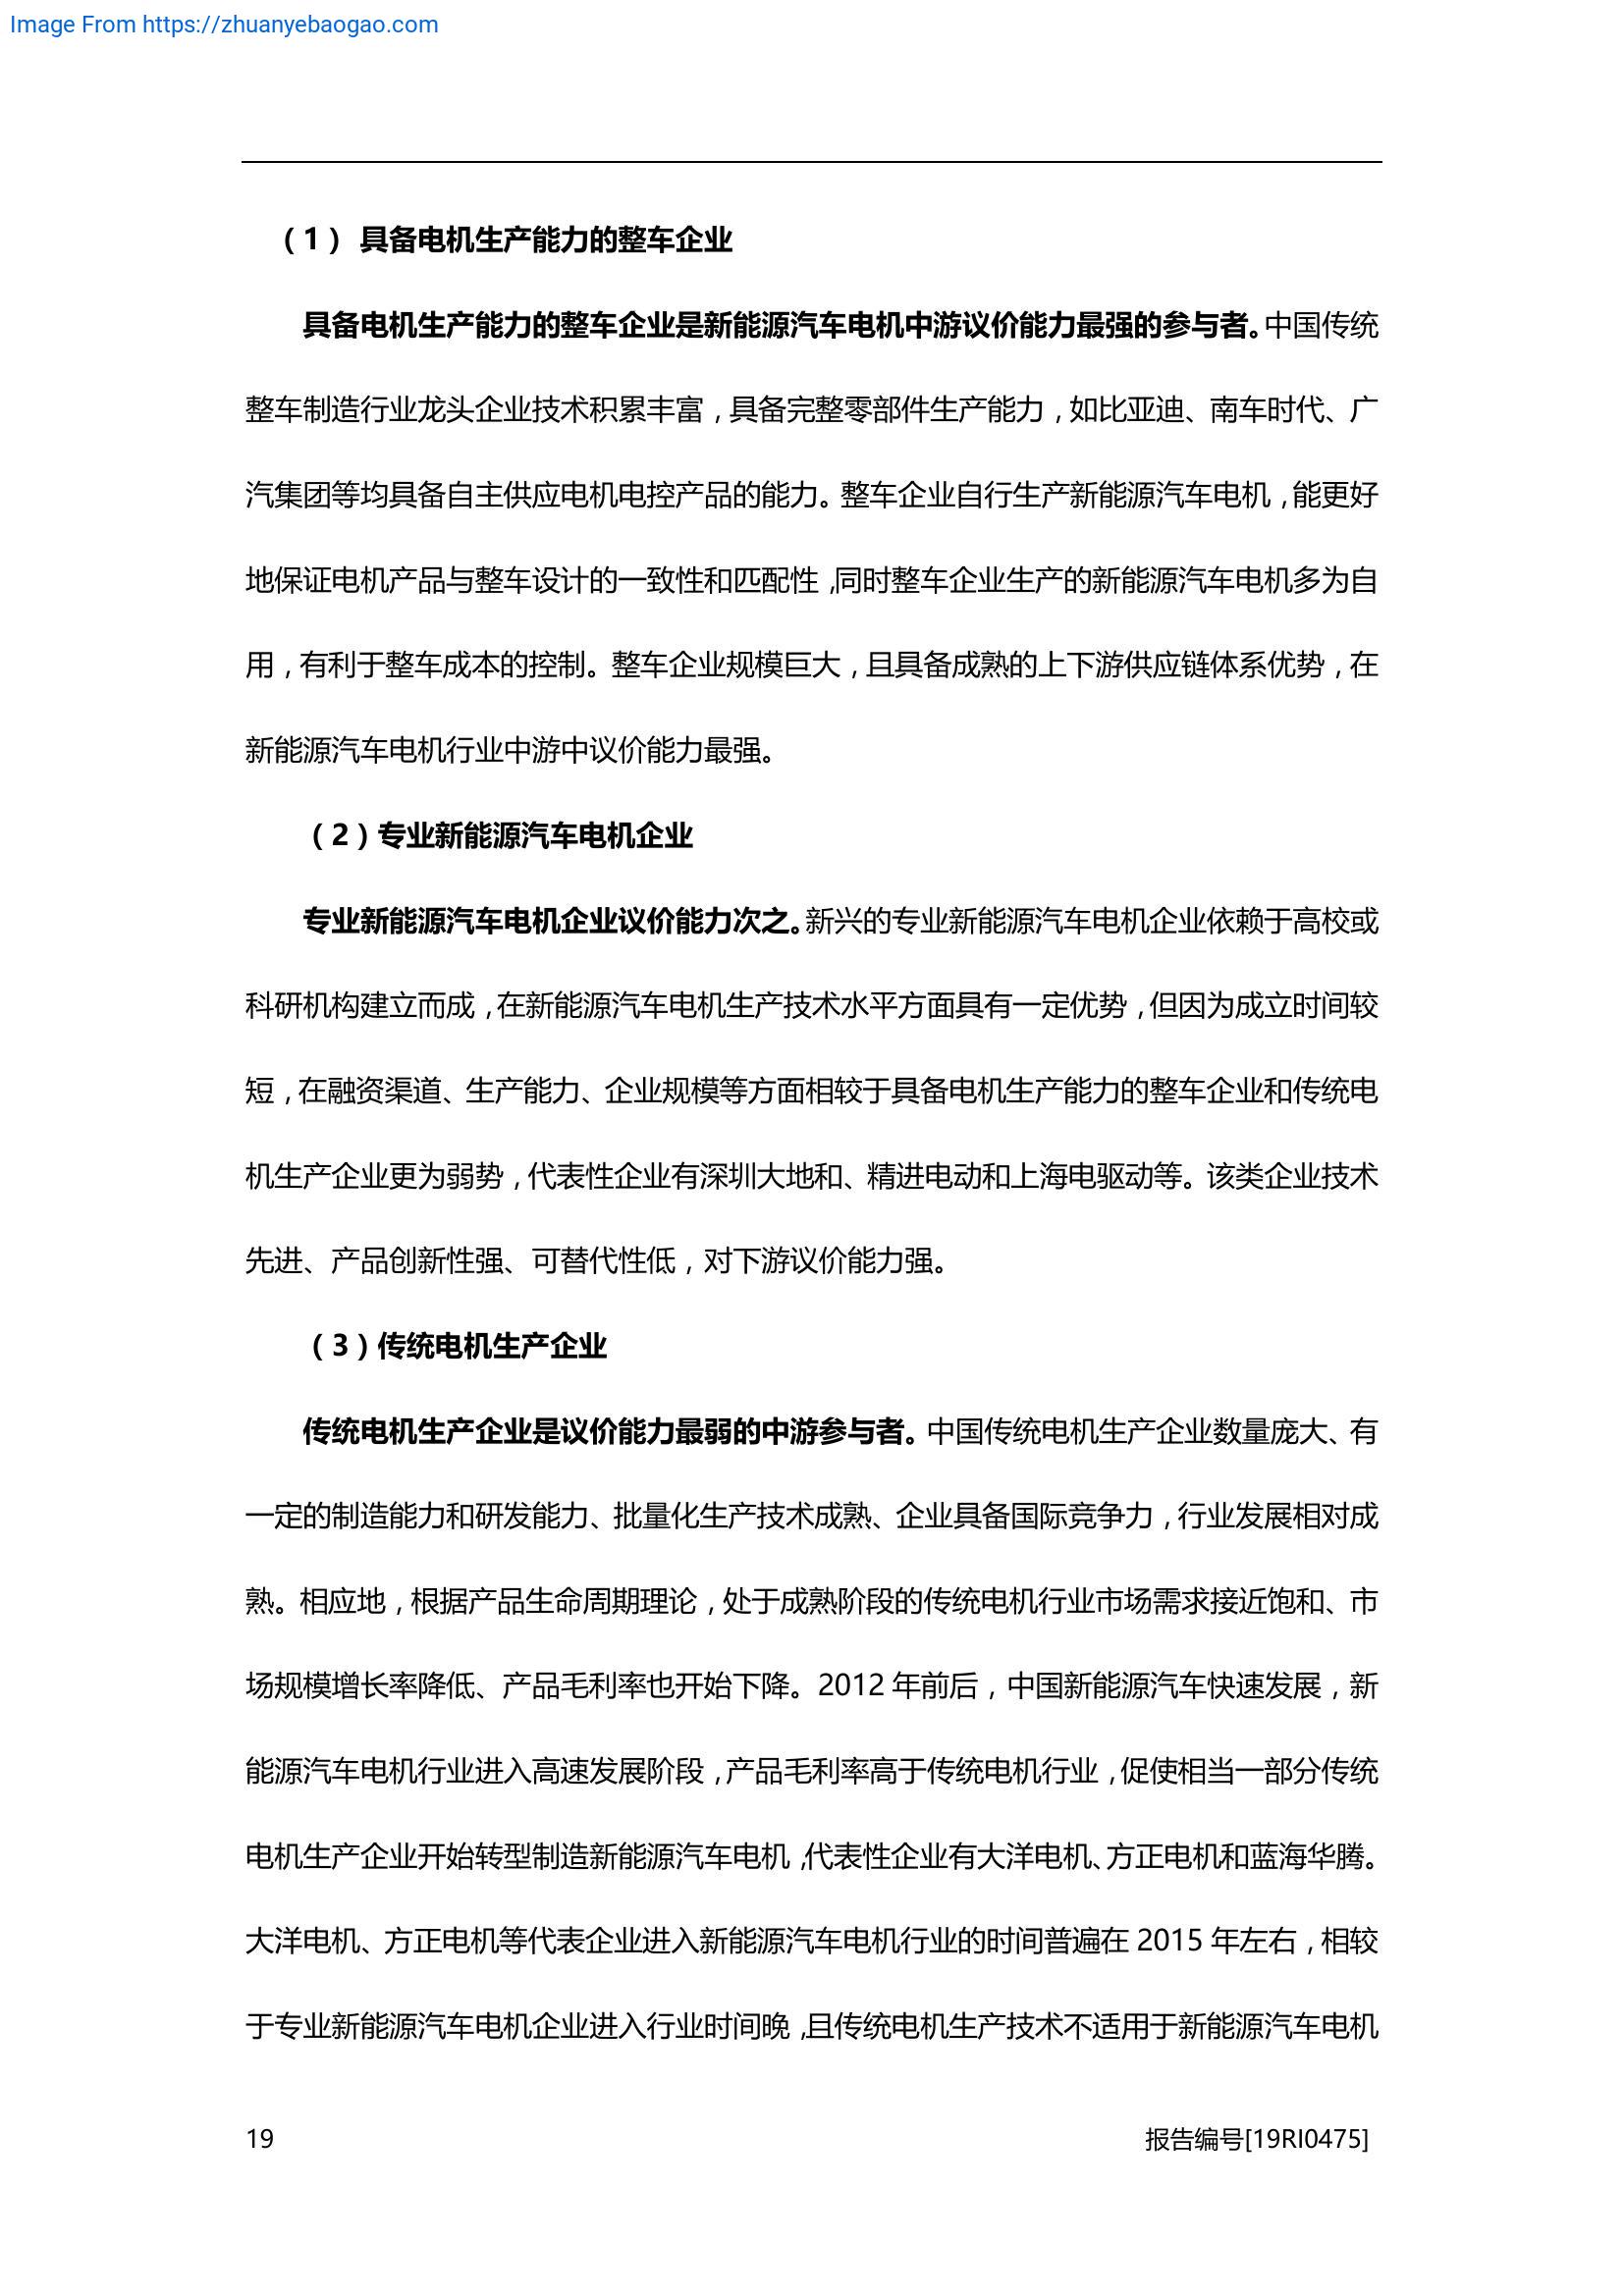 Image From https://zhuanyebaogao.com
（1） 具备电机生产能力的整车企业
具备电机生产能力的整车企业是新能源汽车电机中游议价能力最强的参与者。中国传统
整车制造行业龙头企业技术积累丰富，具备完整零部件生产能力，如比亚迪、南车时代、广
汽集团等均具备自主供应电机电控产品的能力。整车企业自行生产新能源汽车电机，能更好
地保证电机产品与整车设计的一致性和匹配性，同时整车企业生产的新能源汽车电机多为自
用，有利于整车成本的控制。整车企业规模巨大，且具备成熟的上下游供应链体系优势，在
新能源汽车电机行业中游中议价能力最强。
（2）专业新能源汽车电机企业
专业新能源汽车电机企业议价能力次之。新兴的专业新能源汽车电机企业依赖于高校或
科研机构建立而成，在新能源汽车电机生产技术水平方面具有一定优势，但因为成立时间较
短，在融资渠道、生产能力、企业规模等方面相较于具备电机生产能力的整车企业和传统电
机生产企业更为弱势，代表性企业有深圳大地和、精进电动和上海电驱动等。该类企业技术
先进、产品创新性强、可替代性低，对下游议价能力强。
（3）传统电机生产企业
传统电机生产企业是议价能力最弱的中游参与者。中国传统电机生产企业数量庞大、有
一定的制造能力和研发能力、批量化生产技术成熟、企业具备国际竞争力，行业发展相对成
熟。相应地，根据产品生命周期理论，处于成熟阶段的传统电机行业市场需求接近饱和、市
场规模增长率降低、产品毛利率也开始下降。2012 年前后，中国新能源汽车快速发展，新
能源汽车电机行业进入高速发展阶段，产品毛利率高于传统电机行业，促使相当一部分传统
电机生产企业开始转型制造新能源汽车电机，代表性企业有大洋电机、方正电机和蓝海华腾。
大洋电机、方正电机等代表企业进入新能源汽车电机行业的时间普遍在 2015 年左右，相较
于专业新能源汽车电机企业进入行业时间晚，且传统电机生产技术不适用于新能源汽车电机
19
报告编号[19RI0475]